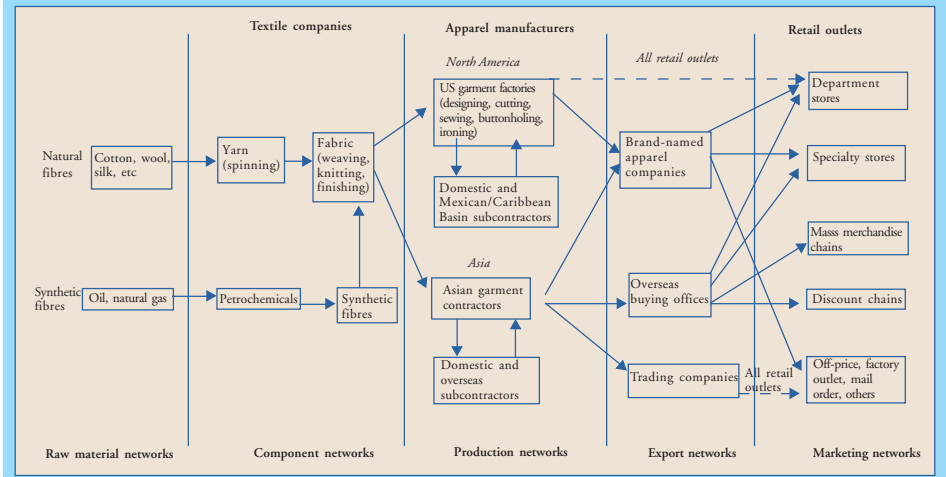 Textile companies
Apparel manufacturers
Retail outlets
North America
All retail outlets
Natural
fibres
Cotton, wool,
silk, etc
Yarn
(spinning)
Fabric
(weaving,
knitting,
finishing)
US garment factories
(designing, cutting,
sewing, buttonholing,
ironing)
Domestic and
Mexican/Caribbean
Basin subcontractors
Brand-named
apparel
companies
Department
stores
Specialty stores
Masss merchandise
chains
Synthetic
fibres
Oil, natural gas
Petrochemicals
Synthetic
fibres
Asia
Asian garment
contractors
Domestic and
overseas
subcontractors
Overseas
buying offices
Trading companies
All retail
outlets
Discount chains
Off-price, factory
outlet, mail
order, others
Raw material networks
Component networks
Production networks
Export networks
Marketing networks